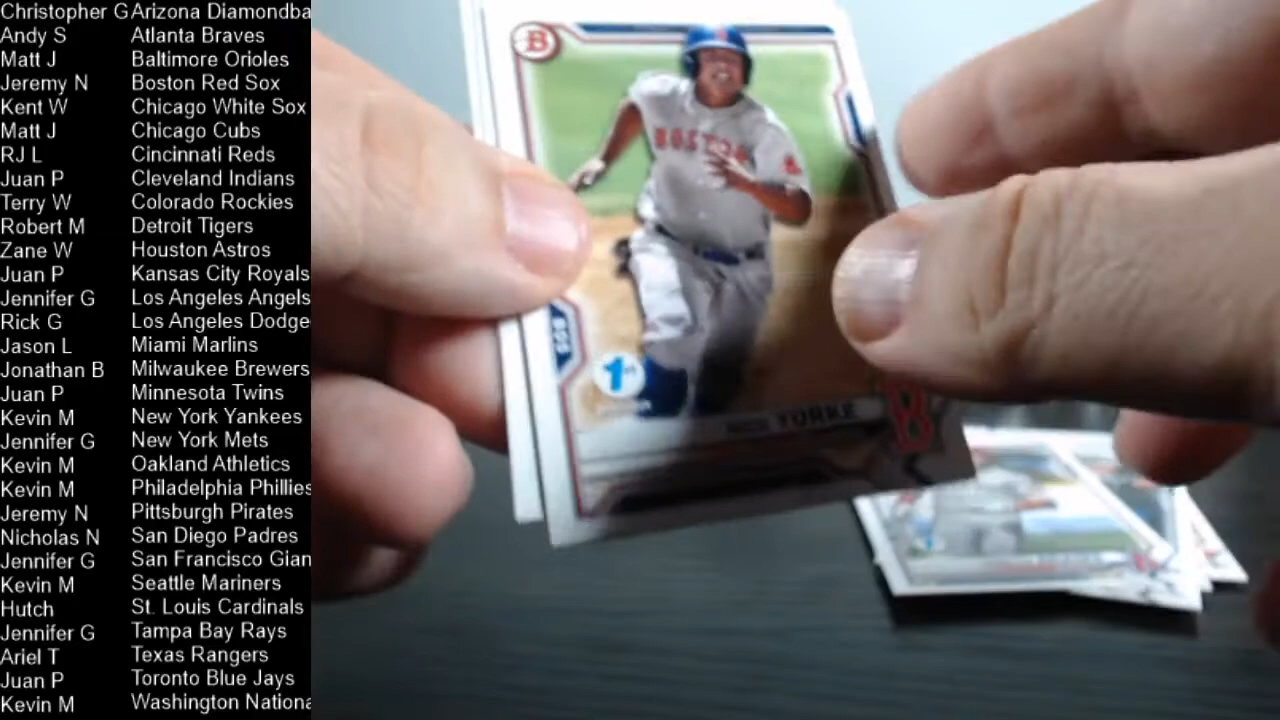 Christopher G Arizona Diamondba
Andy S Atlanta Braves
Matt J Baltimore Orioles
Jeremy N Boston Red Sox
Kent W Chicago White Sox
Matt J Chicago Cubs
RJ L Cincinnati Reds
Juan P Cleveland Indians
Terry W Colorado Rockies
Robert M Detroit Tigers
Zane W Houston Astros
Juan P Kansas City Royals
Jennifer G Los Angeles Angels
Rick G Los Angeles Dodge
Jason L Miami Marlins
Jonathan B Milwaukee Brewers
Juan P Minnesota Twins
Kevin M New York Yankees
Jennifer G New York Mets
Kevin M Oakland Athletics
Kevin M Philadelphia Phillies
Jeremy N Pittsburgh Pirates
Nicholas N San Diego Padres
Jennifer G San Francisco Gian
Kevin M Seattle Mariners
Hutch St. Louis Cardinals
Jennifer G Tampa Bay Rays
Ariel T Texas Rangers
Juan P Toronto Blue Jays
Kevin M Washington Nationa
B
BOSTON
BOS
1st
YORKE
B